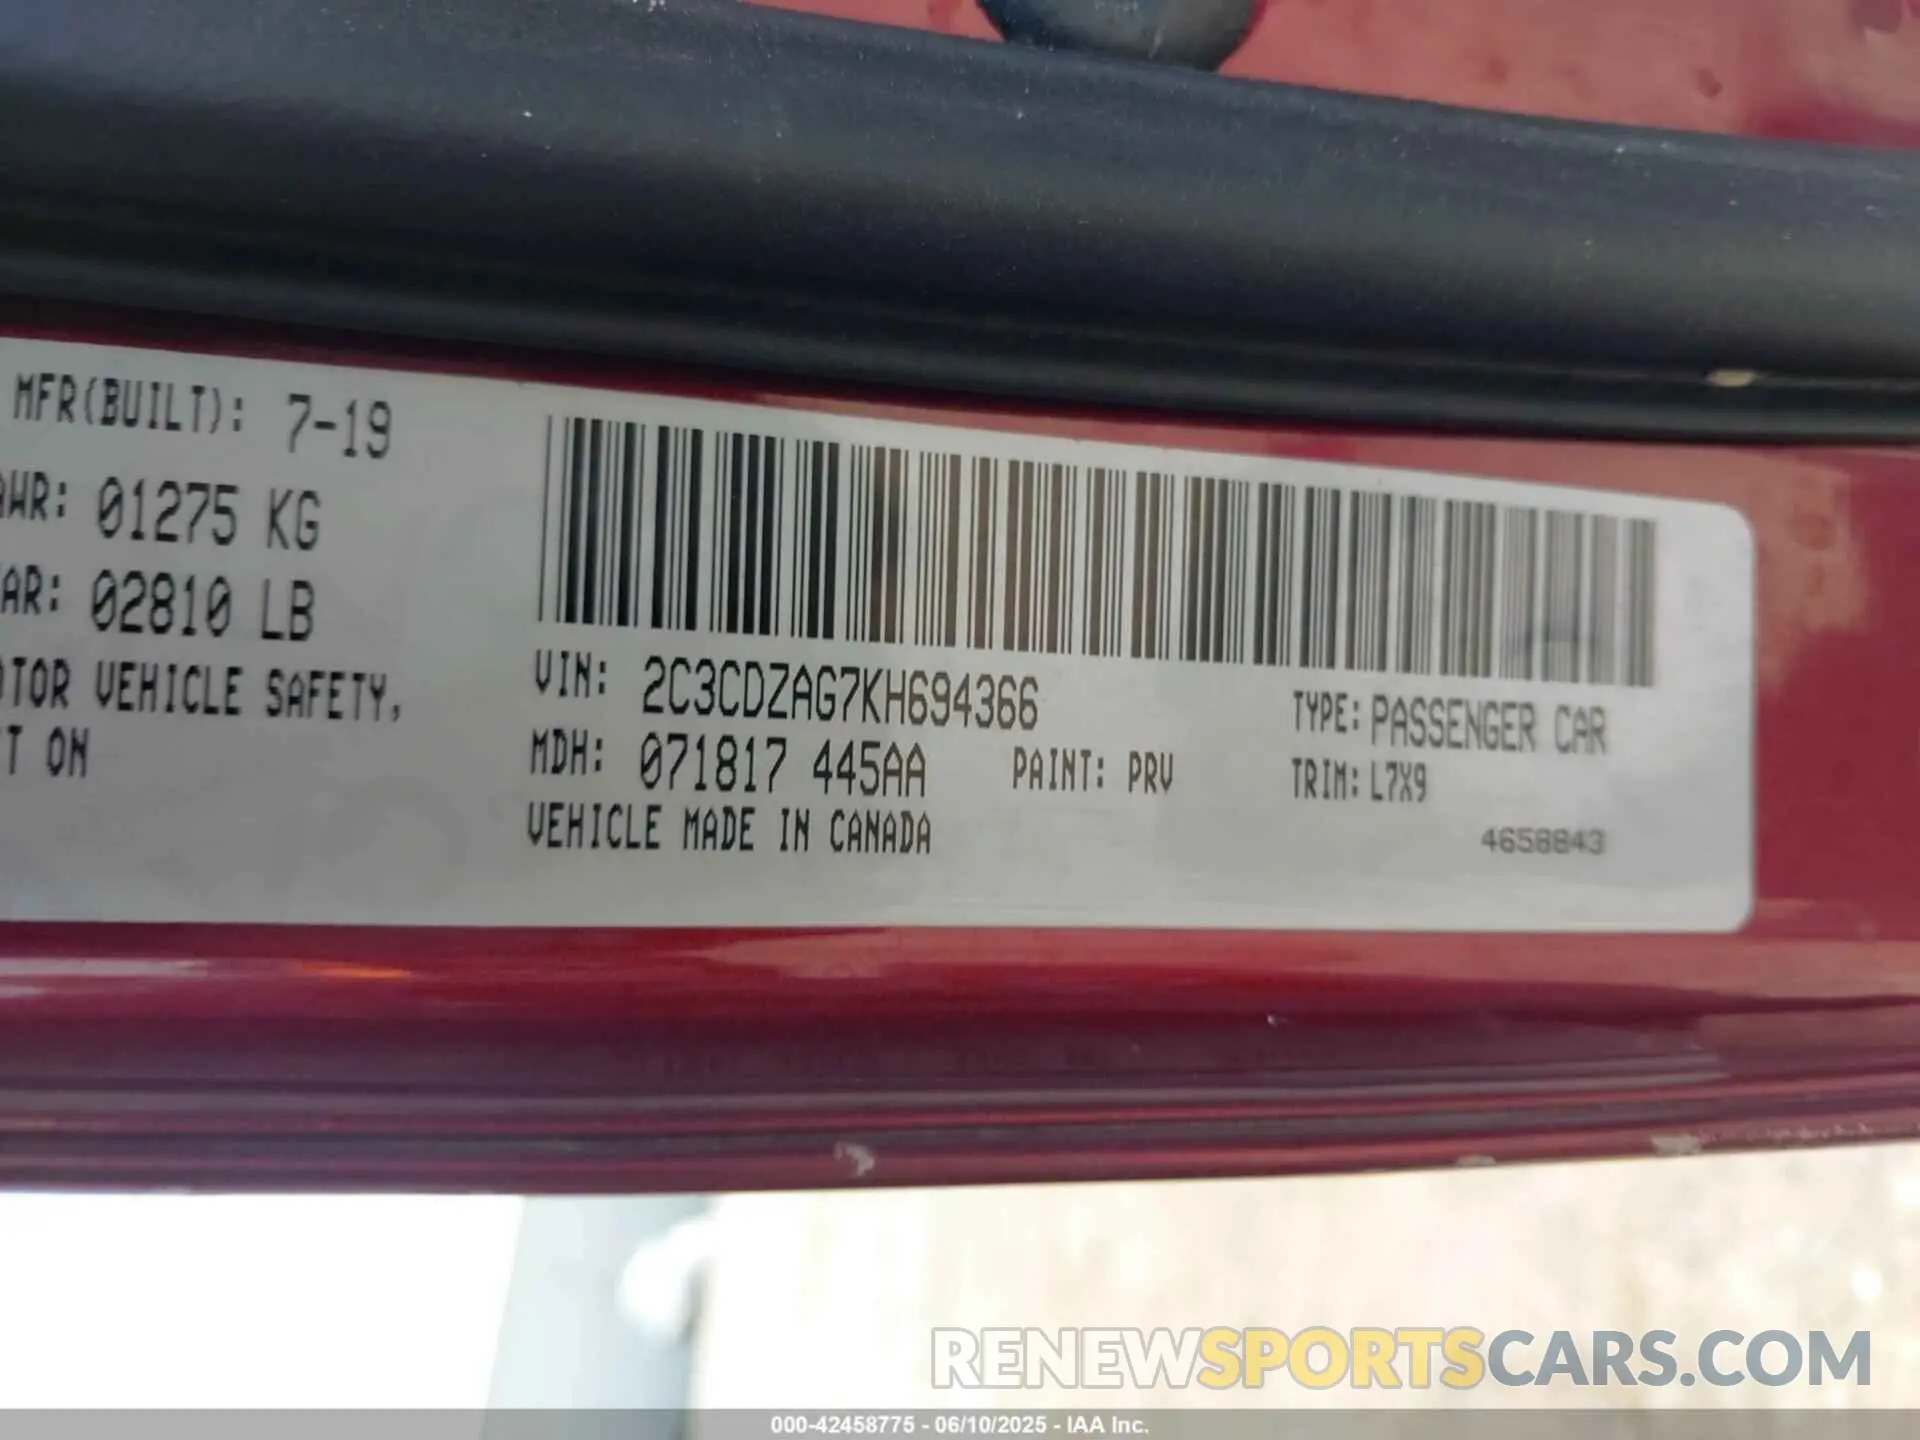 MFR(BUILT): 7-19
AWR: 01275 KG
AR: 02810 LB
OTOR VEHICLE SAFETY,
T ON
VIN: 2C3CDZAG7KH694366
MDH: 071817 445AA PAINT: PRV
VEHICLE MADE IN CANADA
TYPE: PASSENGER CAR
TRIM: L7X9
4658843
RENEWSPORTSCARS.COM
000-42458775 - 06/10/2025 - IAA Inc.